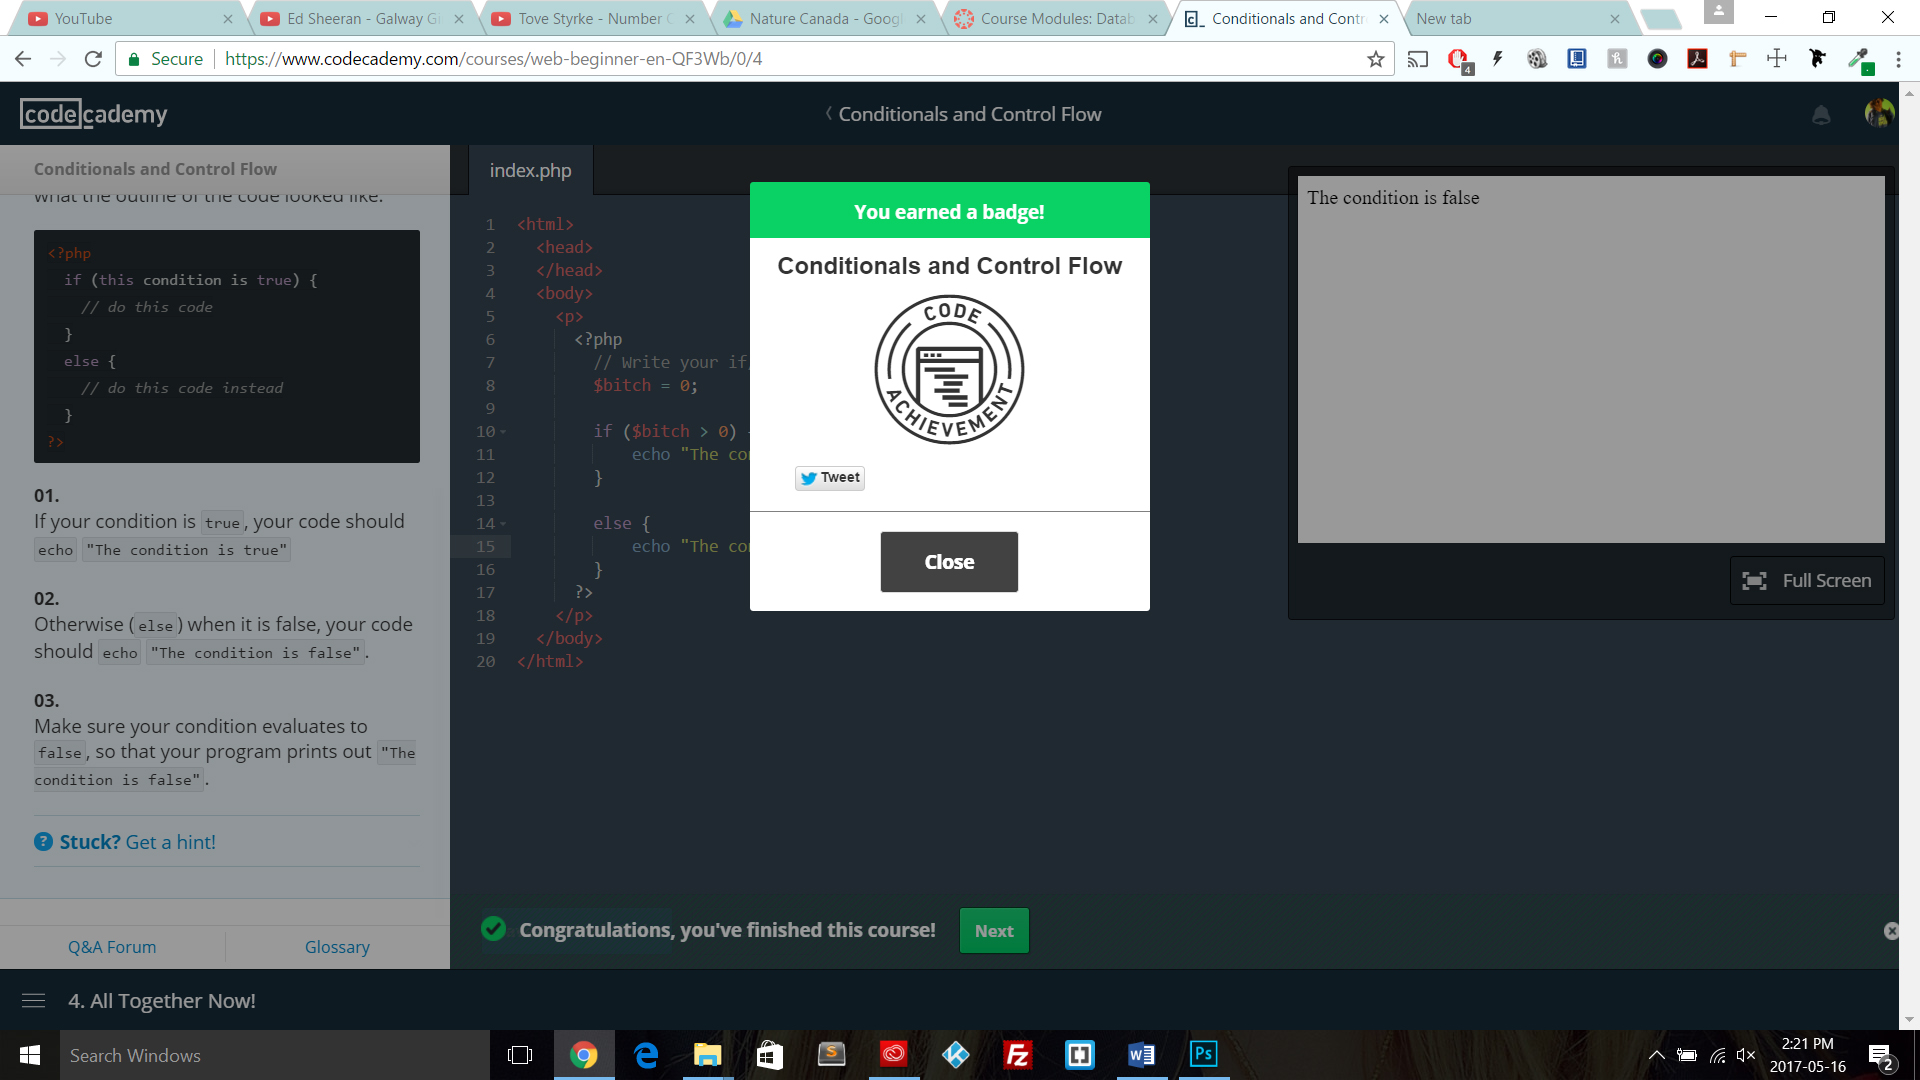 YouTube
Ed Sheeran - Galway Gi
Tove Styrke - Number
Nature Canada - Googl
Course Modules: Datab
Conditionals and Contr
New tab
Secure
https://www.codecademy.com/courses/web-beginner-en-QF3Wb/0/4
4
codecademy
Conditionals and Control Flow
Conditionals and Control Flow
what the outline of the code looked like:
<?php
if (this condition is true) {
// do this code
}
else {
// do this code instead
}
?>
01.
If your condition is true, your code should
echo "The condition is true"
02.
Otherwise (else) when it is false, your code
should echo "The condition is false".
03.
Make sure your condition evaluates to
false, so that your program prints out "The
condition is false".
? Stuck? Get a hint!
Q&A Forum
Glossary
index.php
1 <html>
2 <head>
3 </head>
4 <body>
5 <p>
6 <?php
7 // Write your if
8 $bitch = 0;
9
10 if ($bitch > 0)
11 echo "The co
12 }
13
14 else {
15 echo "The co
16 }
17 ?>
18 </p>
19 </body>
20 </html>
You earned a badge!
Conditionals and Control Flow
CODE
ACHIEVEMENT
Tweet
Close
The condition is false
Full Screen
Congratulations, you've finished this course!
Next
4. All Together Now!
Search Windows
2:21 PM
2017-05-16
2